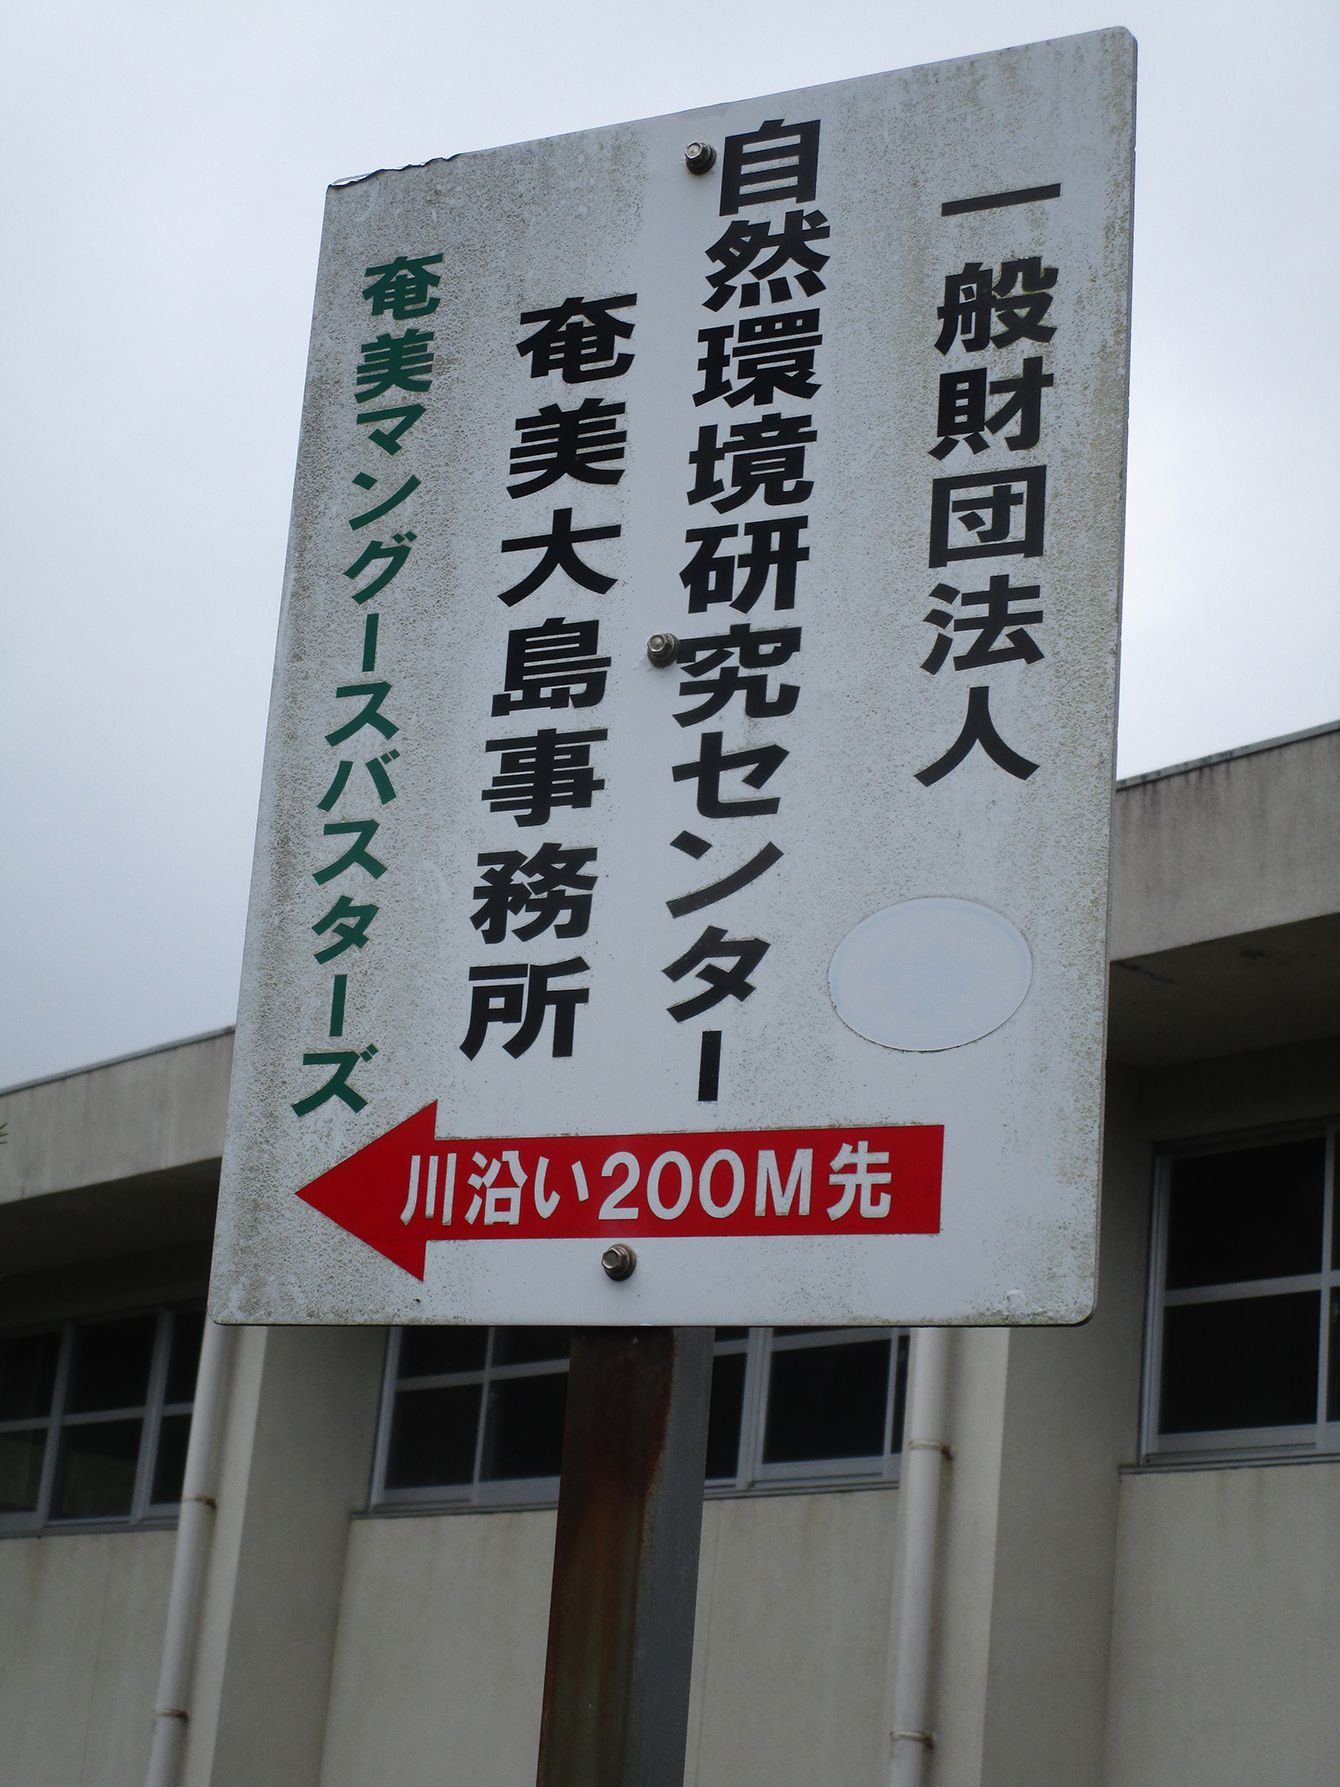 一般財団法人
自然環境研究センター
奄美大島事務所
奄美マングースバスターズ
川沿い200M先